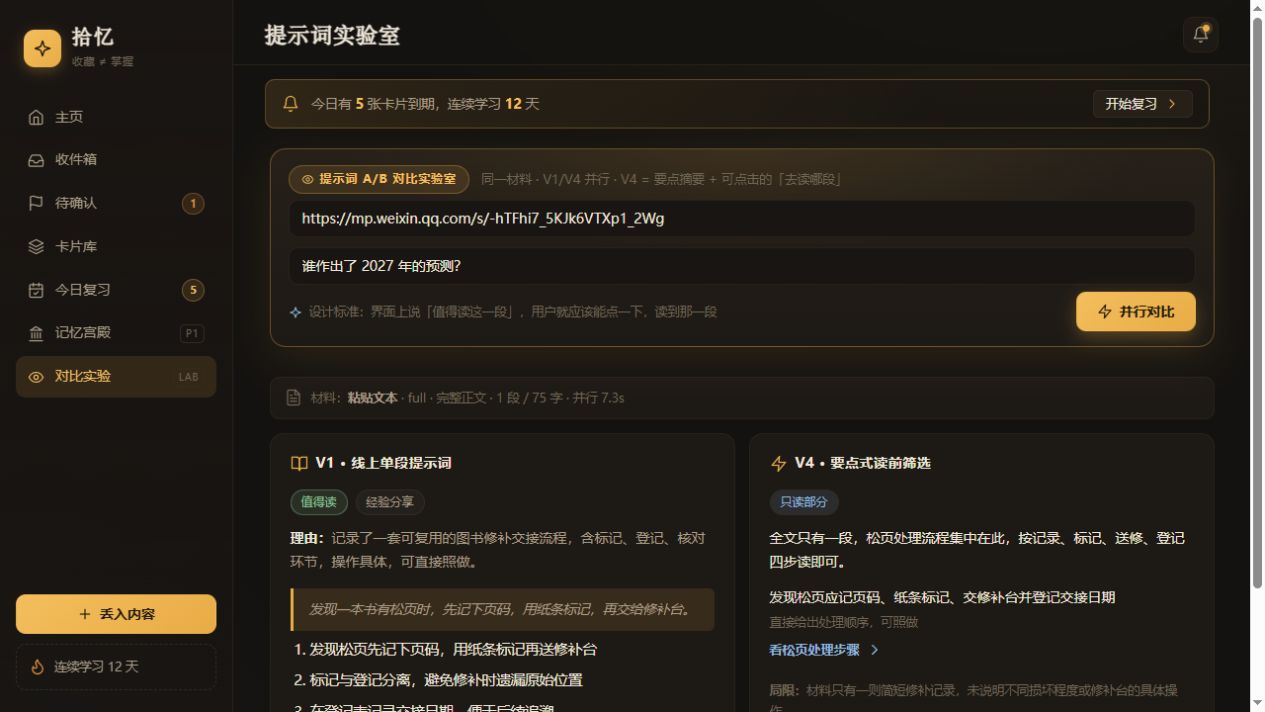 拾忆
收藏 ≠ 掌握
主页
收件箱
待确认 1
卡片库
今日复习 5
记忆宫殿 P1
对比实验 LAB
丢入内容
连续学习 12 天
提示词实验室
今日有 5 张卡片到期，连续学习 12 天
开始复习
提示词 A/B 对比实验室 同一材料 · V1/V4 并行 · V4 = 要点摘要 + 可点击的「去读哪段」
https://mp.weixin.qq.com/s/-hTFhi7_5KJk6VTXp1_2Wg
谁作出了 2027 年的预测?
设计标准：界面上说「值得读这一段」，用户就应该能点一下，读到那一段
并行对比
材料：粘贴文本 · full · 完整正文 · 1 段 / 75 字 · 并行 7.3s
V1 • 线上单段提示词
值得读 经验分享
理由：记录了一套可复用的图书修补交接流程，含标记、登记、核对
环节，操作具体，可直接照做。
发现一本书有松页时，先记下页码，用纸条标记，再交给修补台。
1. 发现松页先记下页码，用纸条标记再送修补台
2. 标记与登记分离，避免修补时遗漏原始位置
3. 在登记表记录交接日期，便于后续追溯
V4 • 要点式读前筛选
只读部分
全文只有一段，松页处理流程集中在此，按记录、标记、送修、登记
四步读即可。
发现松页应记页码、纸条标记、交修补台并登记交接日期
直接给出处理顺序，可照做
看松页处理步骤
局限：材料只有一则简短修补记录，未说明不同损坏程度或修补台的具体操
作